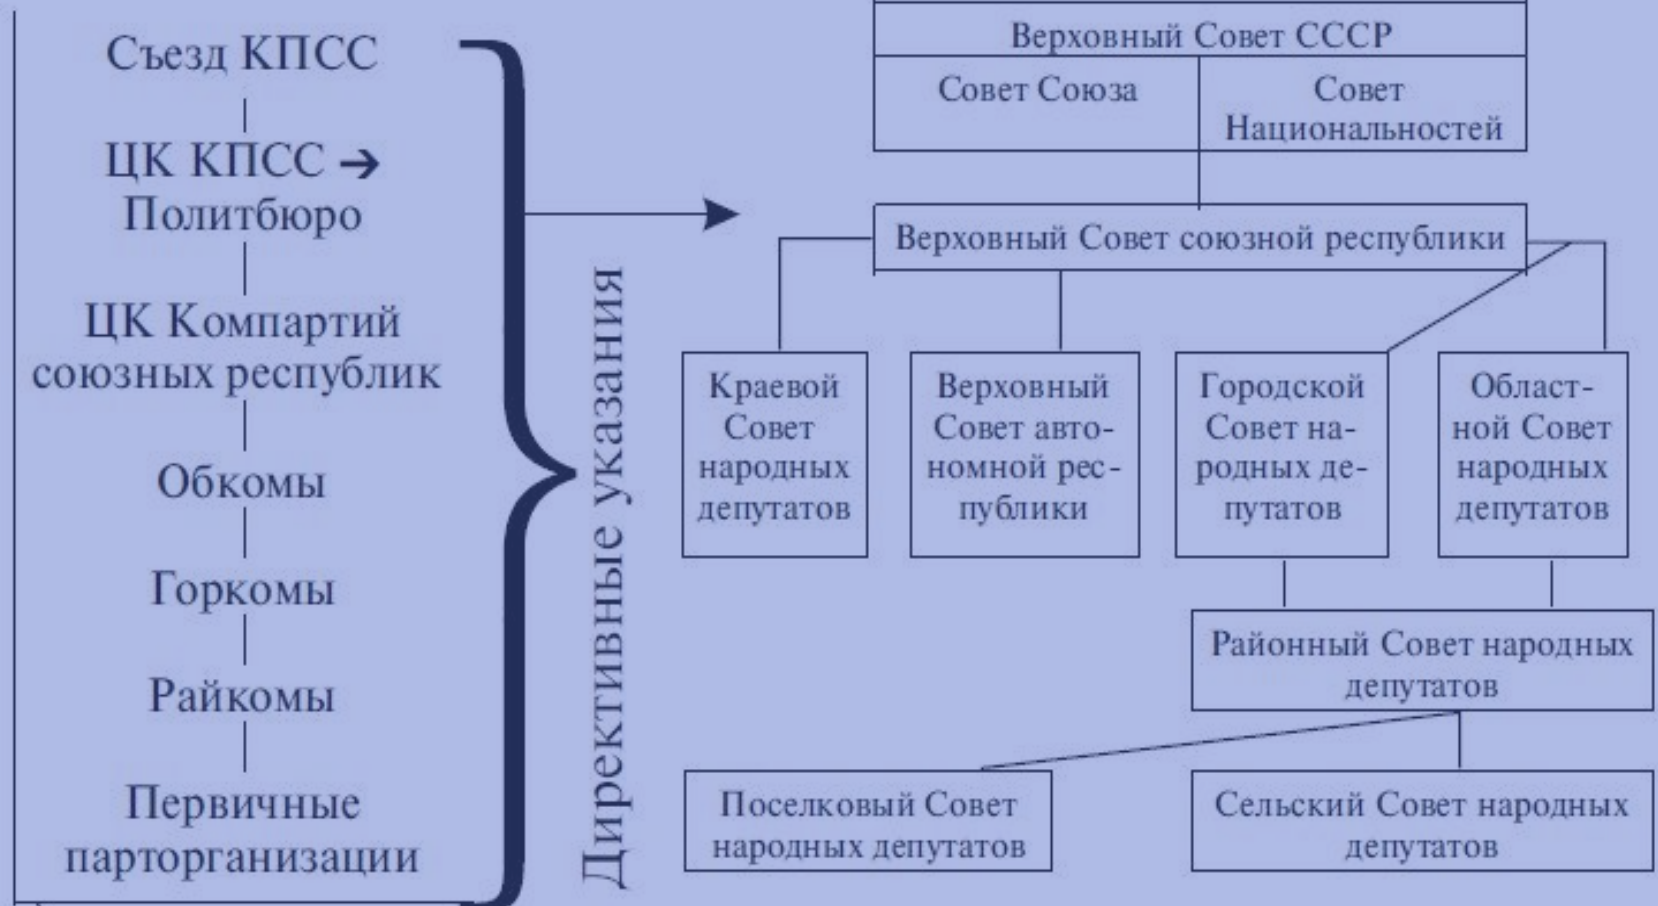 Съезд КПСС
ЦК КПСС ➔
Политбюро
ЦК Компартий
союзных республик
Обкомы
Горкомы
Райкомы
Первичные
парторганизации
Директивные указания
Верховный Совет СССР
Совет Союза
Совет
Национальностей
Верховный Совет союзной республики
Краевой
Совет
народных
депутатов
Верховный
Совет авто-
номной рес-
публики
Городской
Совет на-
родных де-
путатов
Област-
ной Совет
народных
депутатов
Районный Совет народных
депутатов
Поселковый Совет
народных депутатов
Сельский Совет народных
депутатов